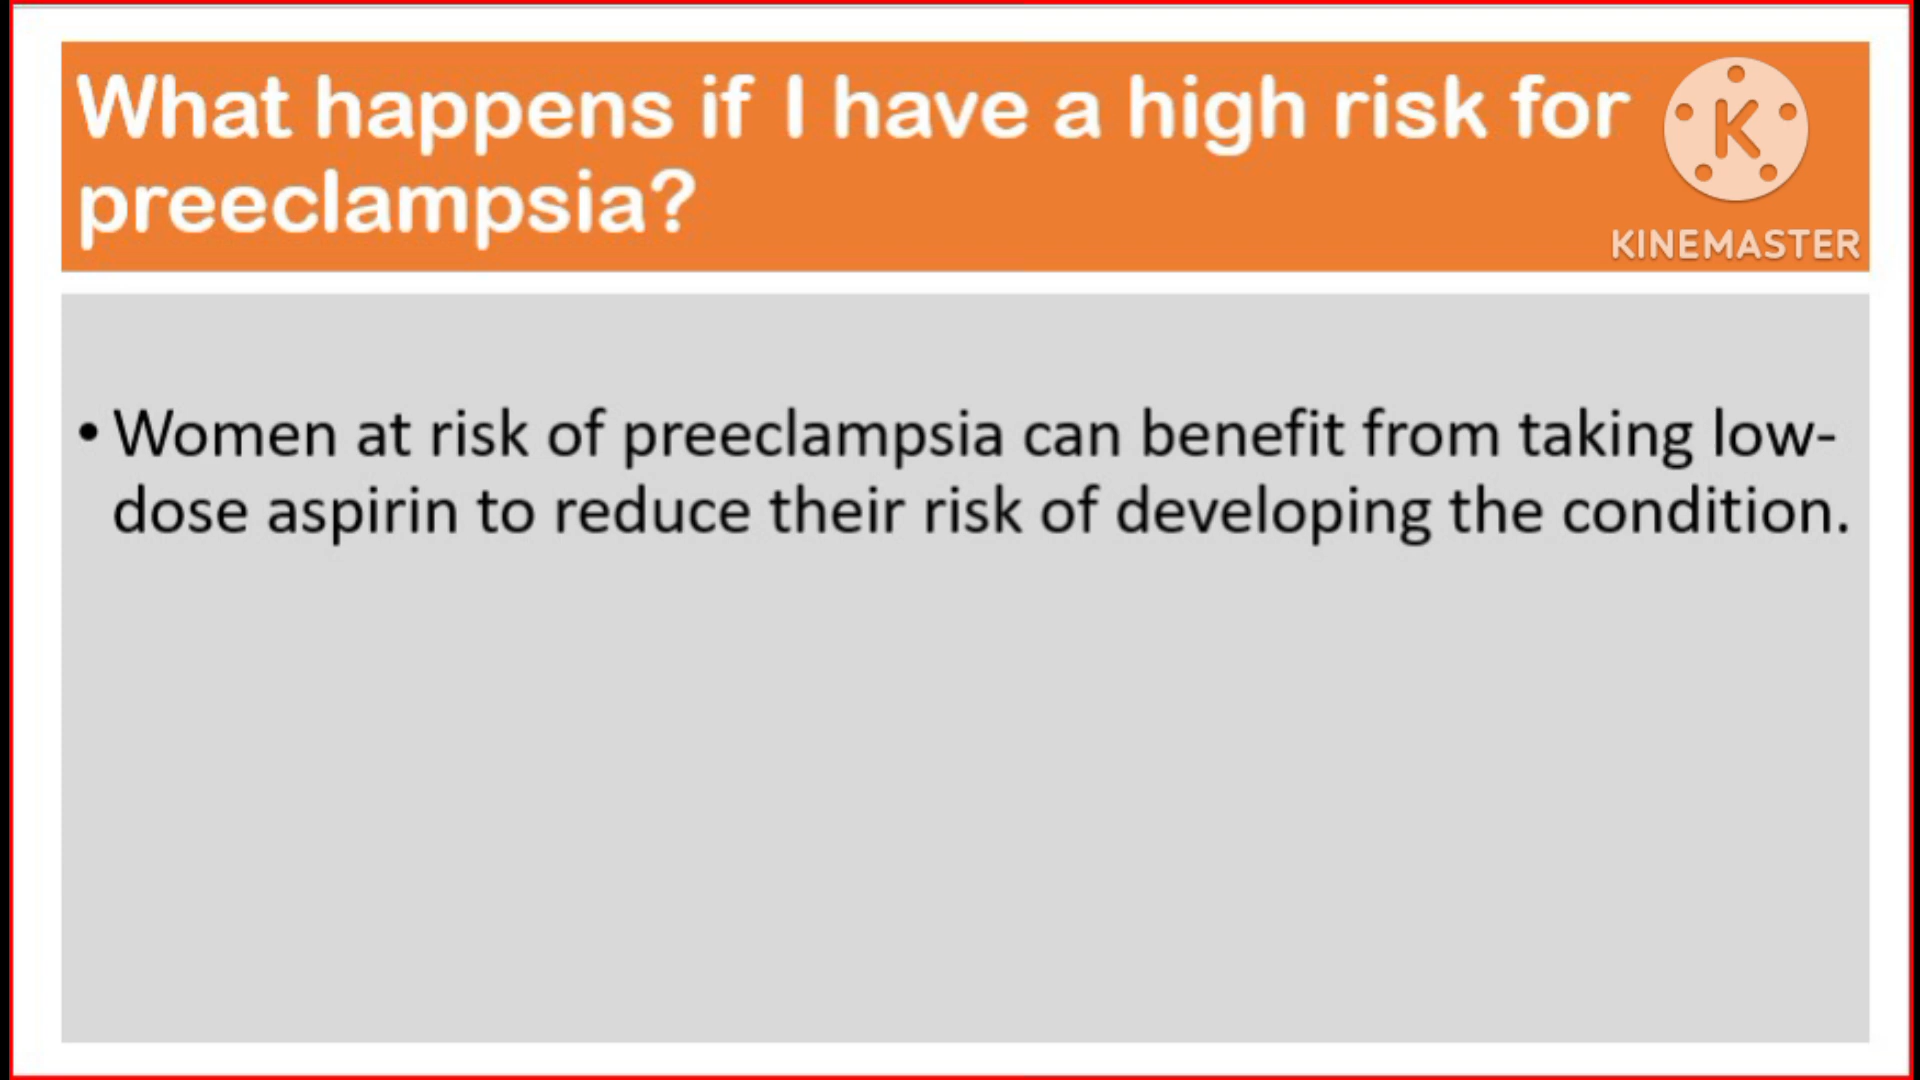 What happens if I have a high risk for
preeclampsia?
K
KINEMASTER
• Women at risk of preeclampsia can benefit from taking low-
dose aspirin to reduce their risk of developing the condition.